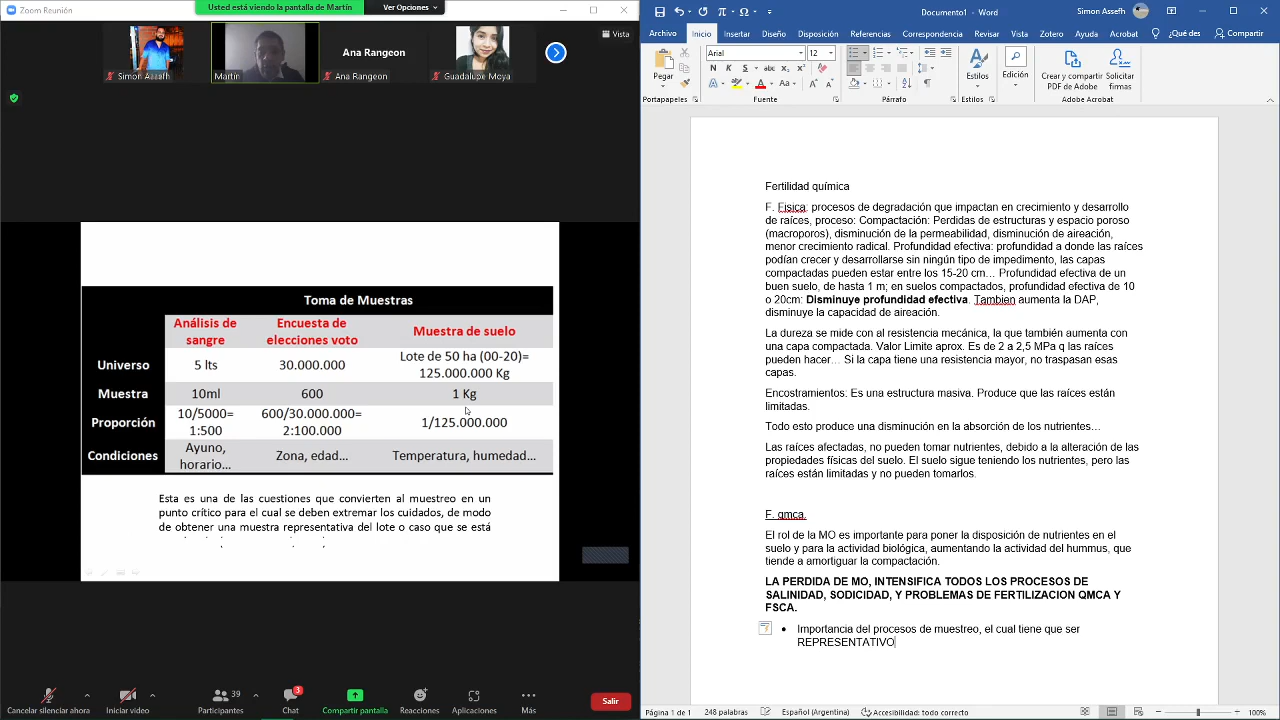 Zoom Reunión
Usted está viendo la pantalla de Martin
Ver Opciones
Vista
Simon Assefh
Martin
Ana Rangeon
Ana Rangeon
Guadalupe Moya
Toma de Muestras
Análisis de sangre
Encuesta de elecciones voto
Muestra de suelo
Universo
5 lts
30.000.000
Lote de 50 ha (00-20)=
125.000.000 Kg
Muestra
10ml
600
1 Kg
Proporción
10/5000=
1:500
600/30.000.000=
2:100.000
1/125.000.000
Condiciones
Ayuno,
horario...
Zona, edad...
Temperatura, humedad...
Esta es una de las cuestiones que convierten al muestreo en un
punto crítico para el cual se deben extremar los cuidados, de modo
de obtener una muestra representativa del lote o caso que se está
Cancelar silenciar ahora
Iniciar video
39
Participantes
3
Chat
Compartir pantalla
Reacciones
Aplicaciones
Más
Salir
Documento1 - Word
Simon Assefh
Archivo
Inicio
Zotero
Ayuda
Acrobat
¿Qué
Compartir
Pegar
Arial
12
N K S
Estilos
Edición
Crear y compartir
PDF de Adobe
Solicitar
firmas
Portapapeles
Fuente
Párrafo
Estilos
Adobe Acrobat
Fertilidad química
F. Fisica: procesos de degradación que impactan en crecimiento y desarrollo
de raíces, proceso: Compactación: Perdidas de estructuras y espacio poroso
(macroporos), disminución de la permeabilidad, disminución de aireación,
menor crecimiento radical. Profundidad efectiva: profundidad a donde las raíces
podían crecer y desarrollarse sin ningún tipo de impedimento, las capas
compactadas pueden estar entre los 15-20 cm... Profundidad efectiva de un
buen suelo, de hasta 1 m; en suelos compactados, profundidad efectiva de 10
o 20cm: Disminuye profundidad efectiva. Tambien aumenta la DAP,
disminuye la capacidad de aireación.
La dureza se mide con al resistencia mecánica, la que también aumenta con
una capa compactada. Valor Limite aprox. Es de 2 a 2,5 MPa q las raíces
pueden hacer... Si la capa tiene una resistencia mayor, no traspasan esas
capas.
Encostramientos: Es una estructura masiva. Produce que las raíces están
limitadas.
Todo esto produce una disminución en la absorción de los nutrientes...
Las raíces afectadas, no pueden tomar nutrientes, debido a la alteración de las
propiedades físicas del suelo. El suelo sigue teniendo los nutrientes, pero las
raíces están limitadas y no pueden tomarlos.
F. qmca.
El rol de la MO es importante para poner la disposición de nutrientes en el
suelo y para la actividad biológica, aumentando la actividad del hummus, que
tiende a amortiguar la compactación.
LA PERDIDA DE MO, INTENSIFICA TODOS LOS PROCESOS DE
SALINIDAD, SODICIDAD, Y PROBLEMAS DE FERTILIZACION QMCA Y
FSCA.
• Importancia del procesos de muestreo, el cual tiene que ser
REPRESENTATIVO
Página 1 de 1
248 palabras
Español (Argentina)
Accesibilidad: todo correcto
100%